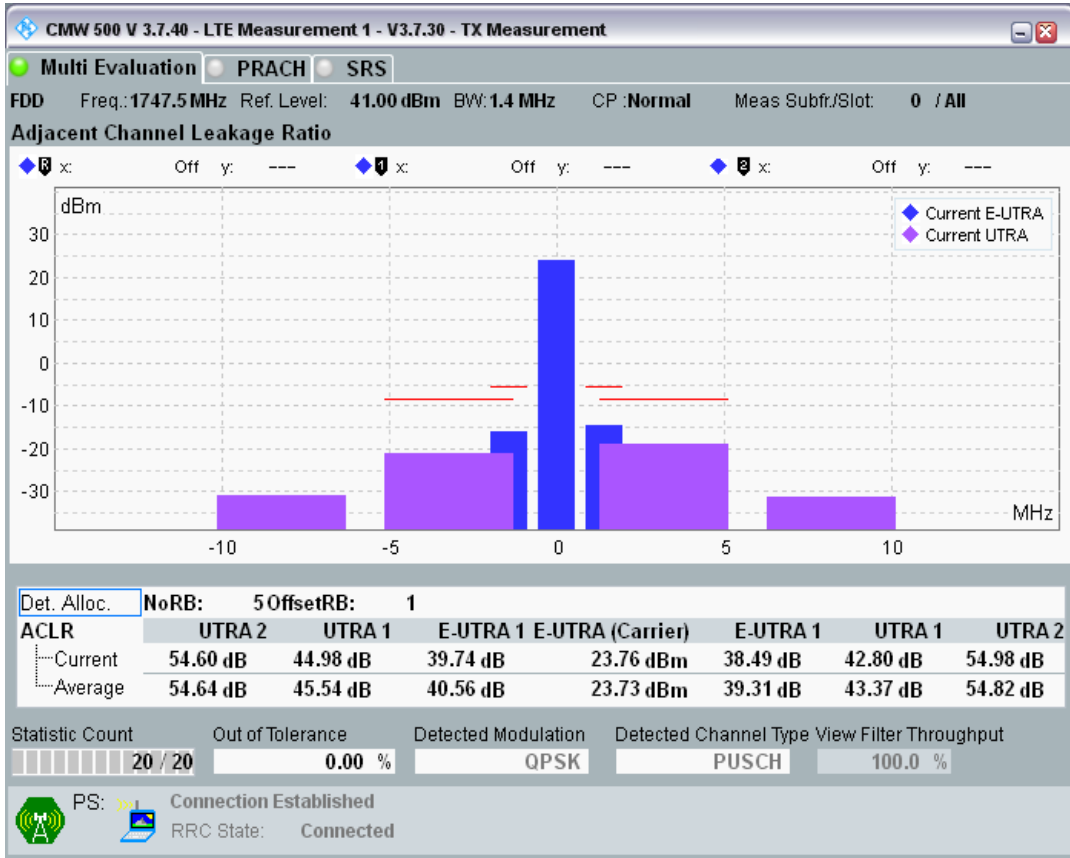 CMW 500 V 3.7.40 - LTE Measurement 1 - V3.7.30 - TX Measurement
Multi Evaluation PRACH SRS
FDD Freq.:1747.5 MHz Ref. Level: 41.00 dBm BW:1.4 MHz CP :Normal Meas Subfr./Slot: 0 / All
Adjacent Channel Leakage Ratio
R x: Off y: --- 1 x: Off y: --- 2 x: Off y: ---
dBm
Current E-UTRA
Current UTRA
30
20
10
0
-10
-20
-30
MHz
-10 -5 0 5 10
Det. Alloc. NoRB: 5 OffsetRB: 1
ACLR UTRA 2 UTRA 1 E-UTRA 1 E-UTRA (Carrier) E-UTRA 1 UTRA 1 UTRA 2
Current 54.60 dB 44.98 dB 39.74 dB 23.76 dBm 38.49 dB 42.80 dB 54.98 dB
Average 54.64 dB 45.54 dB 40.56 dB 23.73 dBm 39.31 dB 43.37 dB 54.82 dB
Statistic Count Out of Tolerance Detected Modulation Detected Channel Type View Filter Throughput
20 / 20 0.00 % QPSK PUSCH 100.0 %
PS: Connection Established
RRC State: Connected